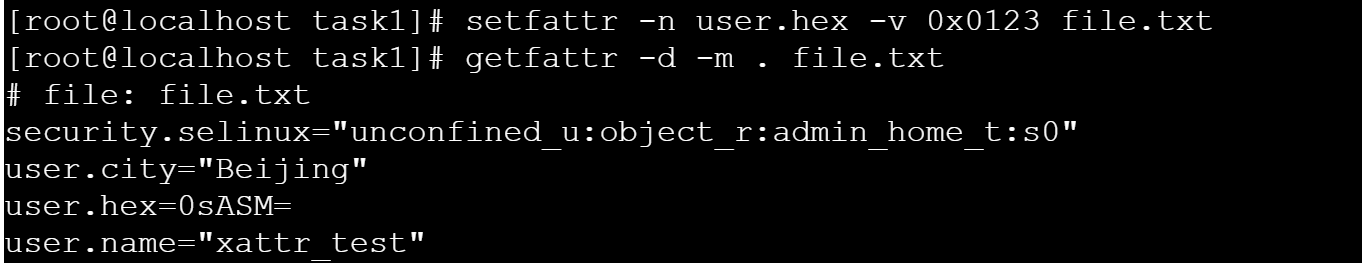 [root@localhost task1]# setfattr -n user.hex -v 0x0123 file.txt
[root@localhost task1]# getfattr -d -m . file.txt
# file: file.txt
security.selinux="unconfined_u:object_r:admin_home_t:s0"
user.city="Beijing"
user.hex=0sASM=
user.name="xattr_test"